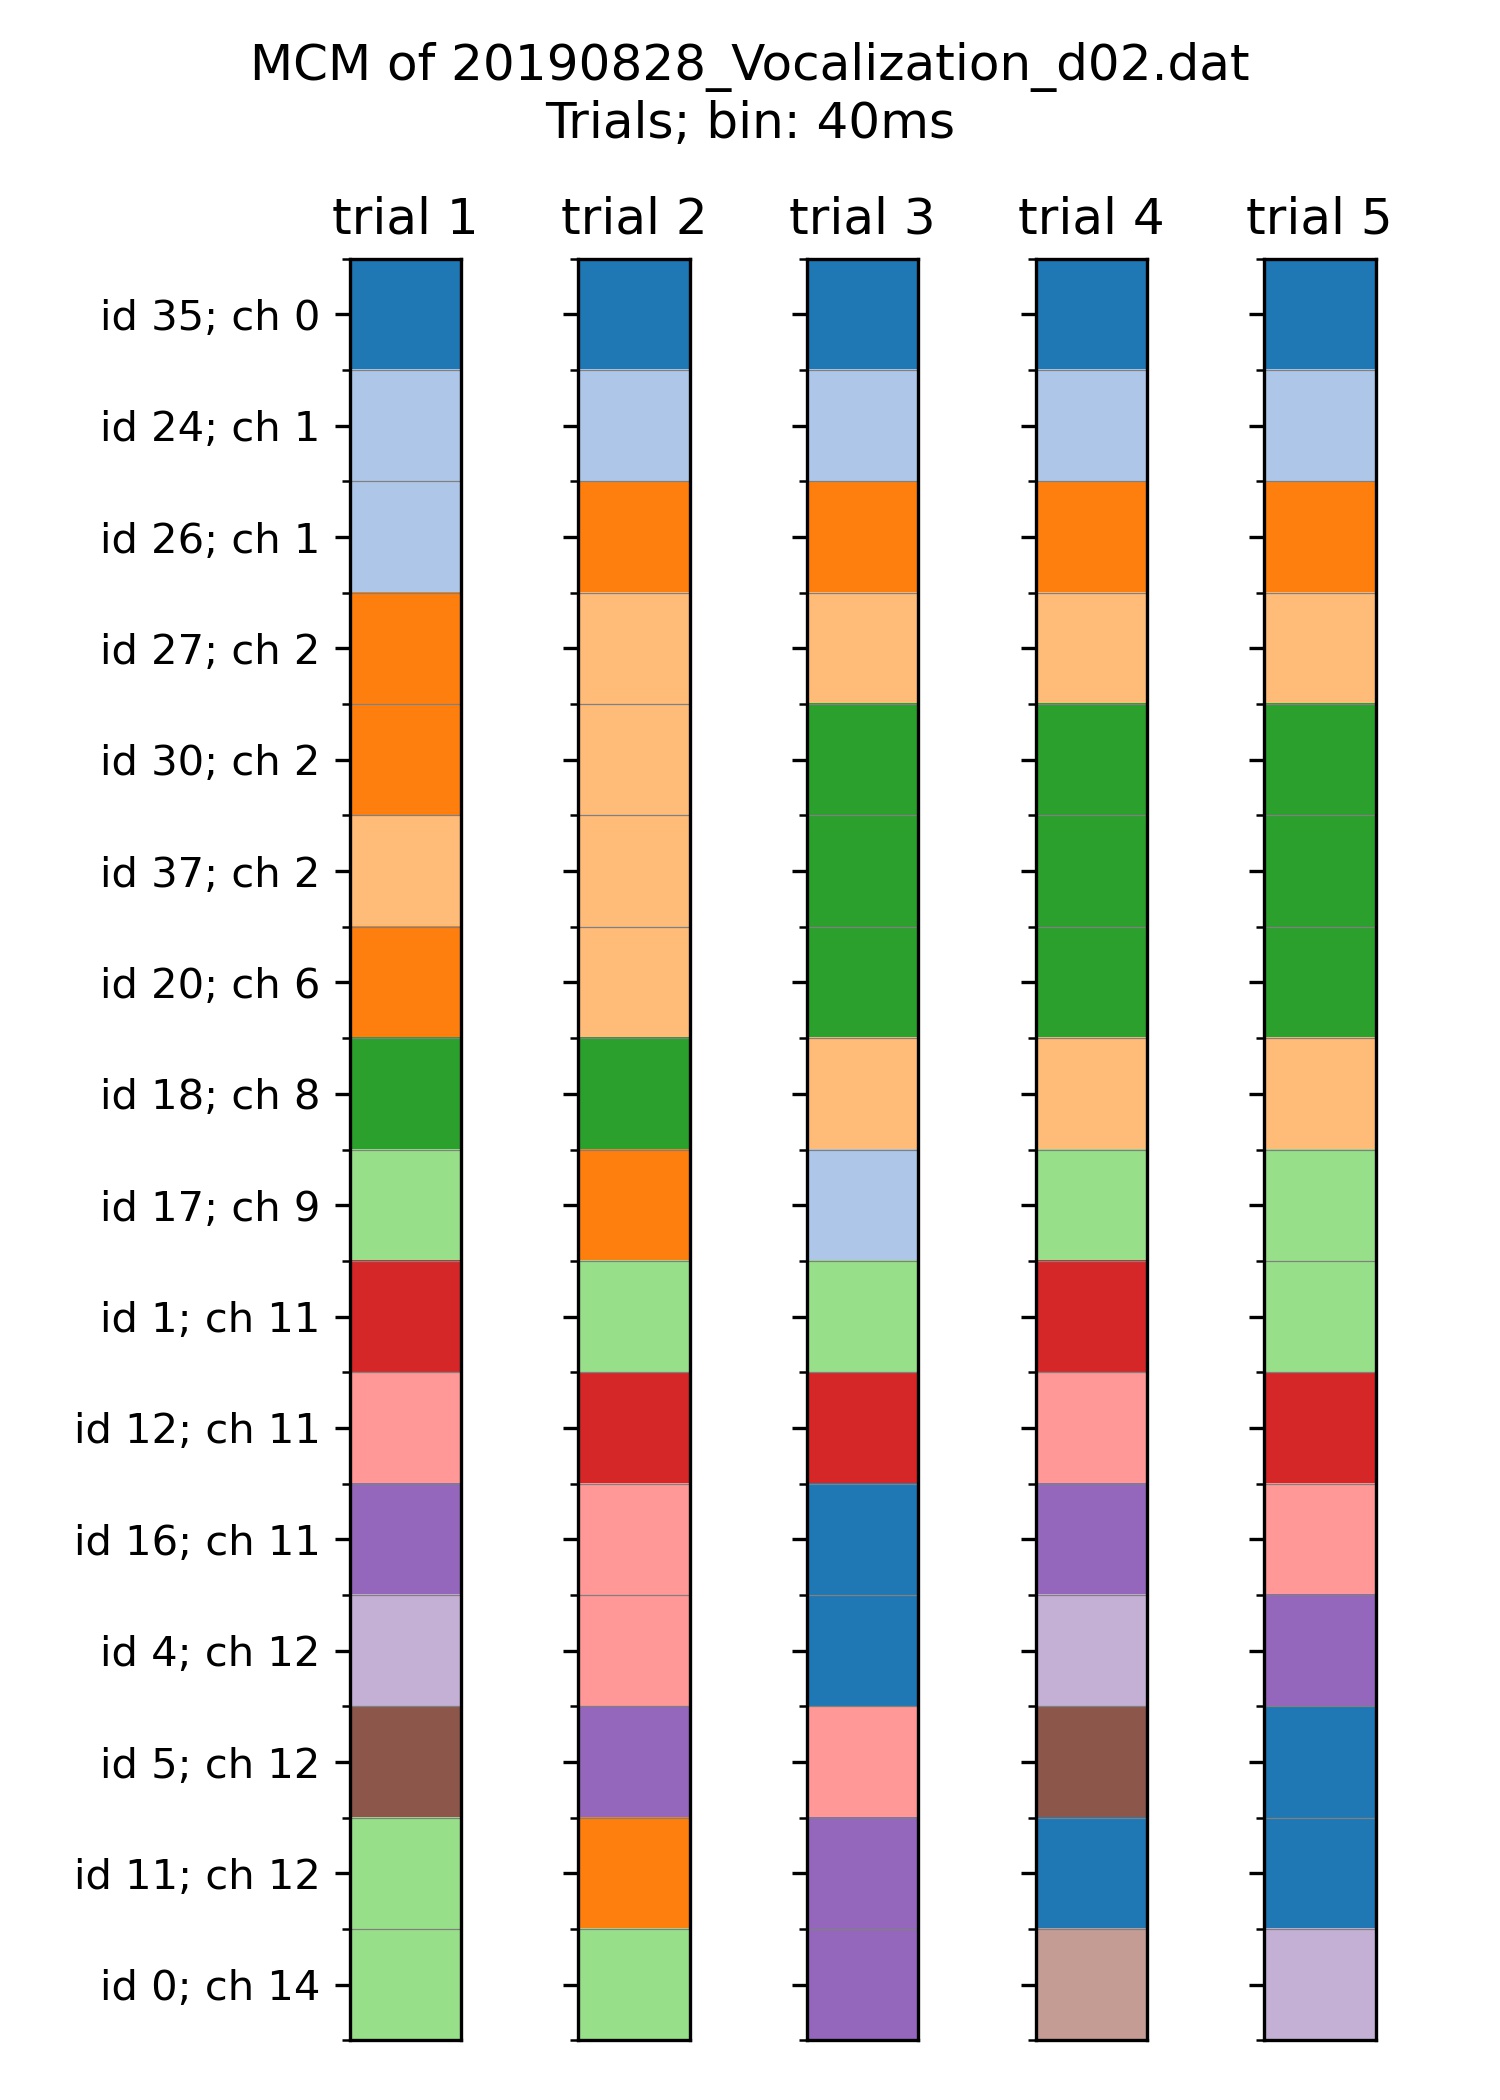 MCM of 20190828_Vocalization_d02.dat
Trials; bin: 40ms
trial 1 trial 2 trial 3 trial 4 trial 5
id 35; ch 0
id 24; ch 1
id 26; ch 1
id 27; ch 2
id 30; ch 2
id 37; ch 2
id 20; ch 6
id 18; ch 8
id 17; ch 9
id 1; ch 11
id 12; ch 11
id 16; ch 11
id 4; ch 12
id 5; ch 12
id 11; ch 12
id 0; ch 14